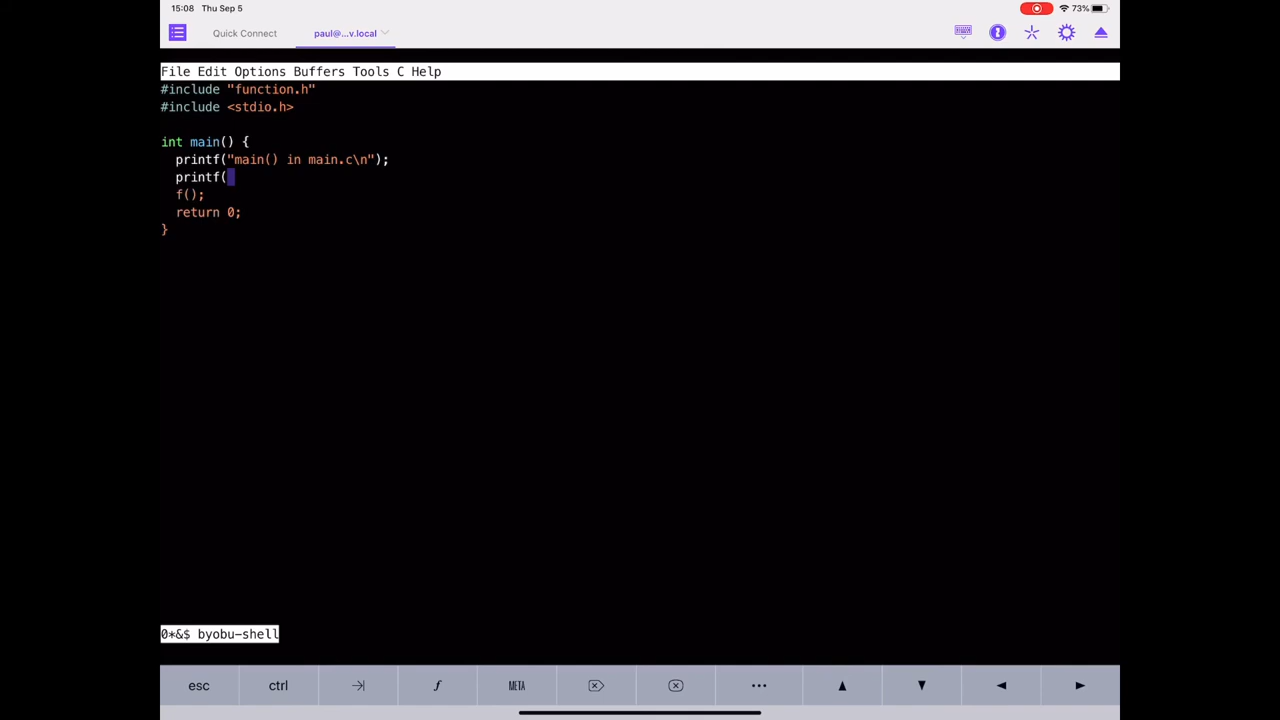 15:08 Thu Sep 5 73%
Quick Connect paul@...v.local
File Edit Options Buffers Tools C Help
#include "function.h"
#include <stdio.h>
int main() {
printf("main() in main.c\n");
printf(
f();
return 0;
}
0*&$ byobu-shell
esc ctrl f META ...